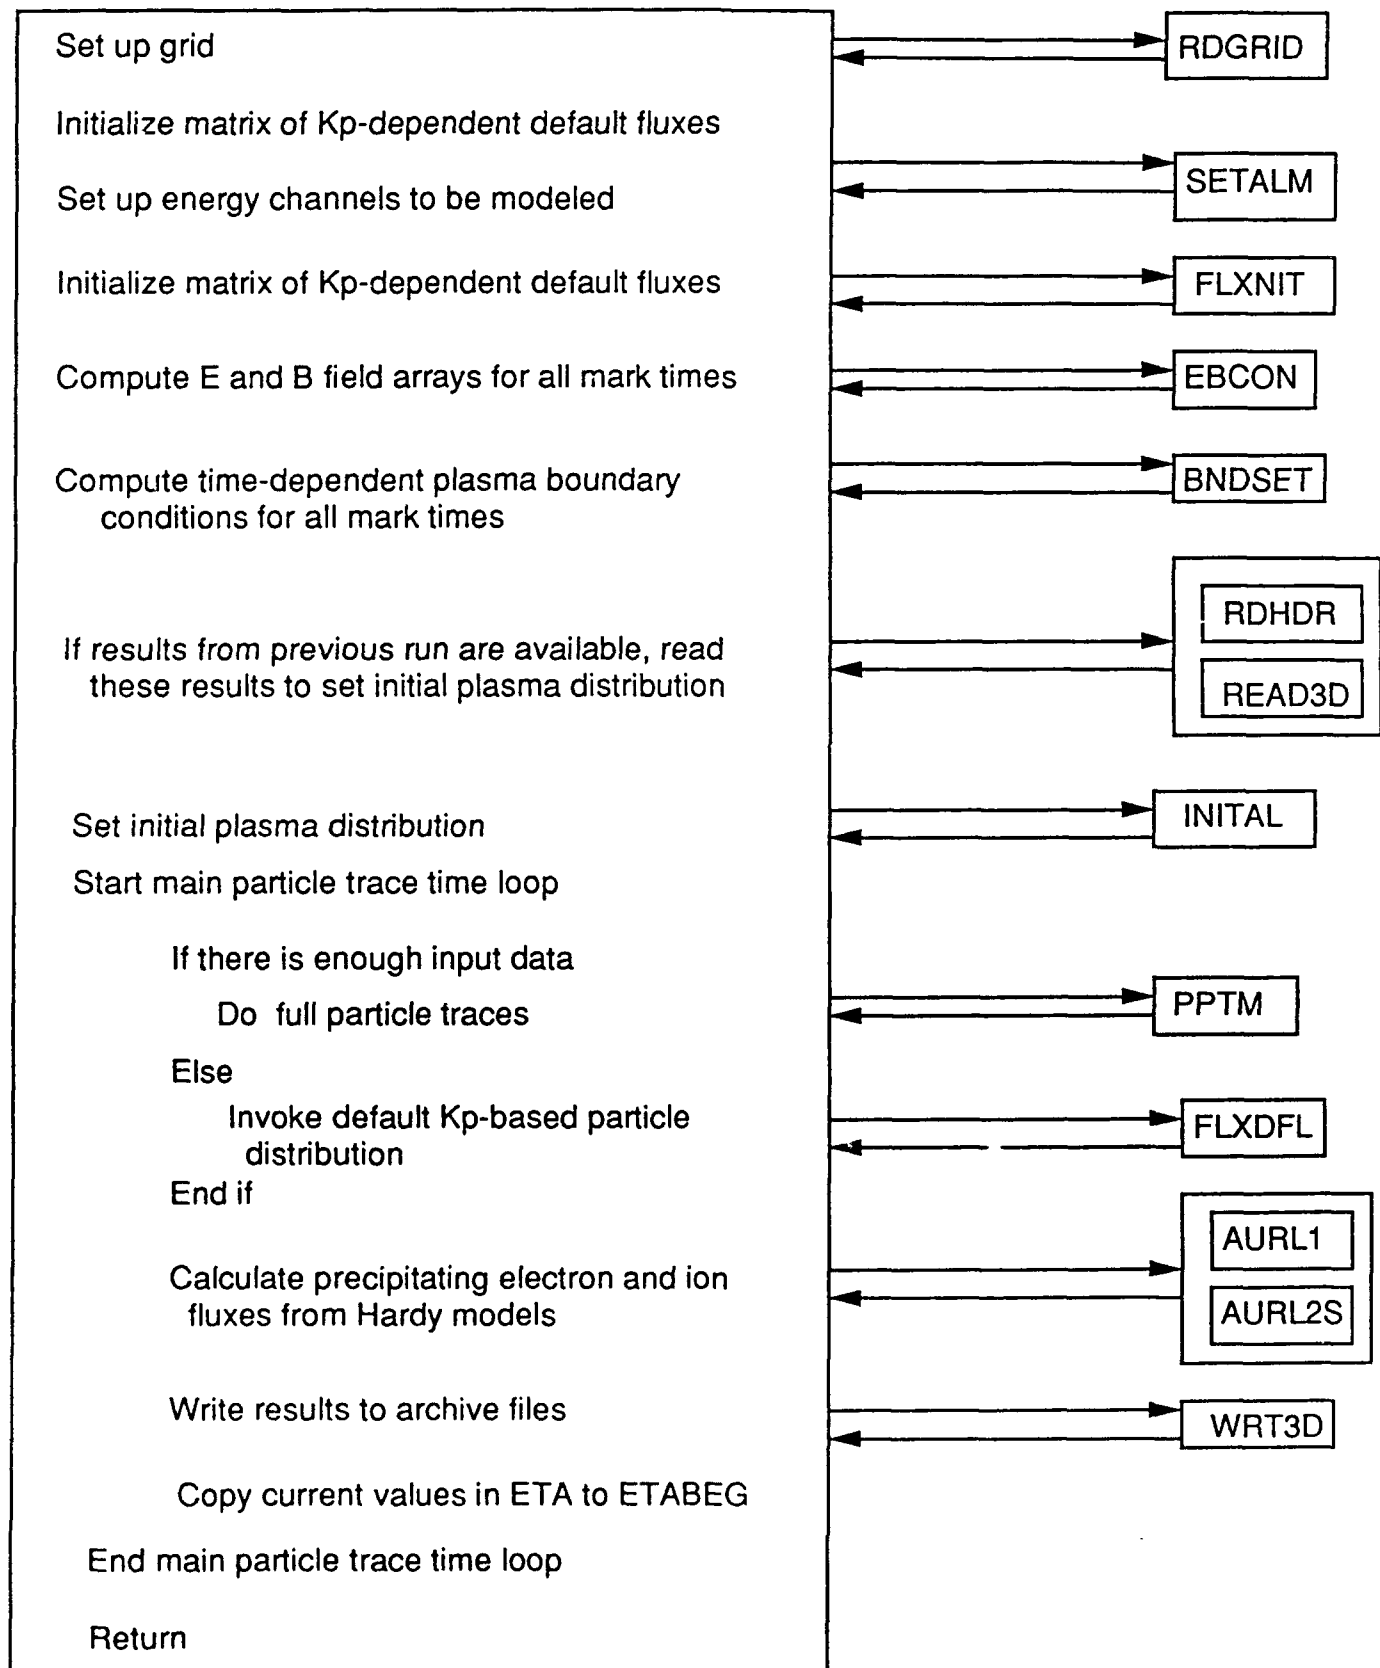 Set up grid
RDGRID
Initialize matrix of Kp-dependent default fluxes
Set up energy channels to be modeled
SETALM
Initialize matrix of Kp-dependent default fluxes
FLXNIT
Compute E and B field arrays for all mark times
EBCON
Compute time-dependent plasma boundary
conditions for all mark times
BNDSET
If results from previous run are available, read
these results to set initial plasma distribution
RDHDR
READ3D
Set initial plasma distribution
INITAL
Start main particle trace time loop
If there is enough input data
Do full particle traces
PPTM
Else
Invoke default Kp-based particle
distribution
FLXDFL
End if
Calculate precipitating electron and ion
fluxes from Hardy models
AURL1
AURL2S
Write results to archive files
WRT3D
Copy current values in ETA to ETABEG
End main particle trace time loop
Return